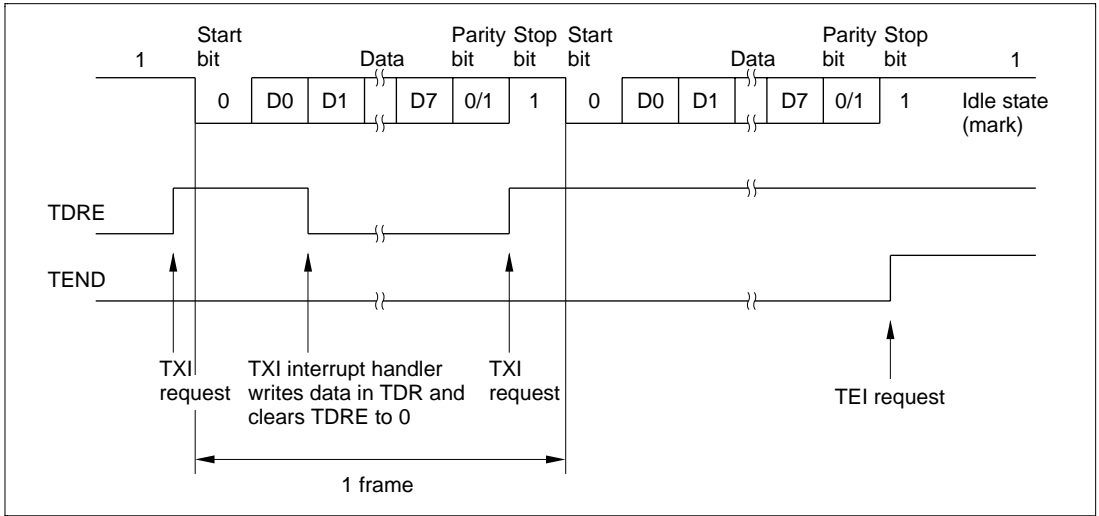 Start Parity Stop Start Parity Stop
1 bit Data bit bit bit Data bit bit 1
0 D0 D1 D7 0/1 1 0 D0 D1 D7 0/1 1 Idle state
(mark)
TDRE
TEND
TXI TXI interrupt handler TXI
request writes data in TDR and request TEI request
clears TDRE to 0
1 frame